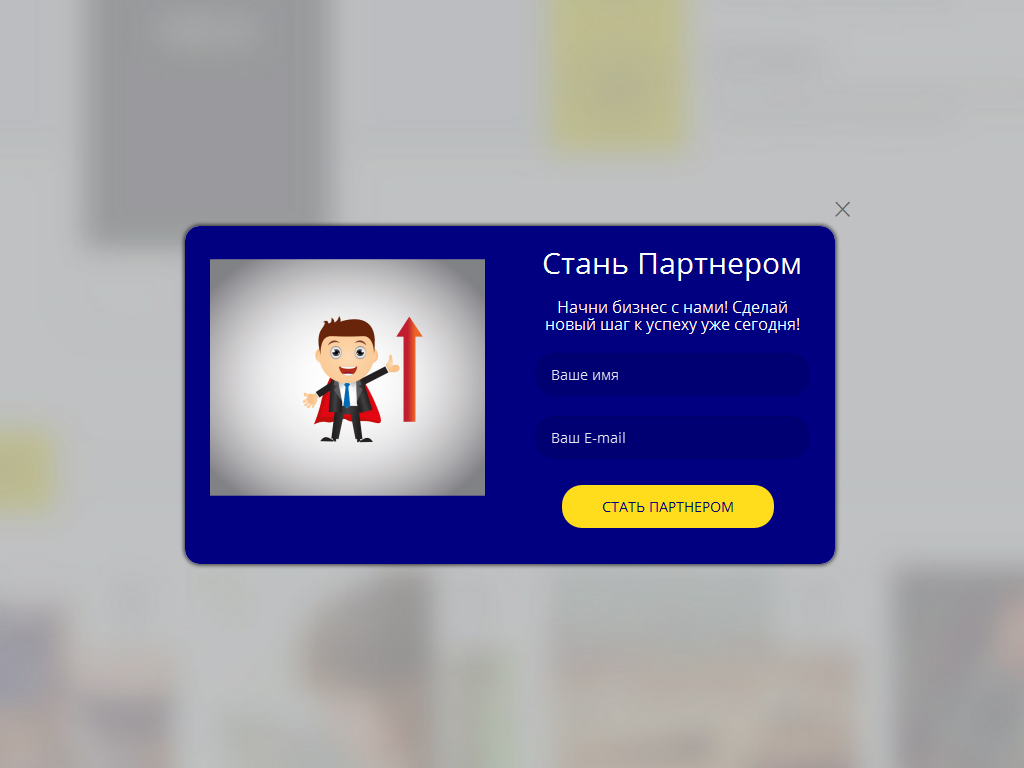 Стань Партнером
Начни бизнес с нами! Сделай
новый шаг к успеху уже сегодня!
Ваше имя
Ваш E-mail
СТАТЬ ПАРТНЕРОМ